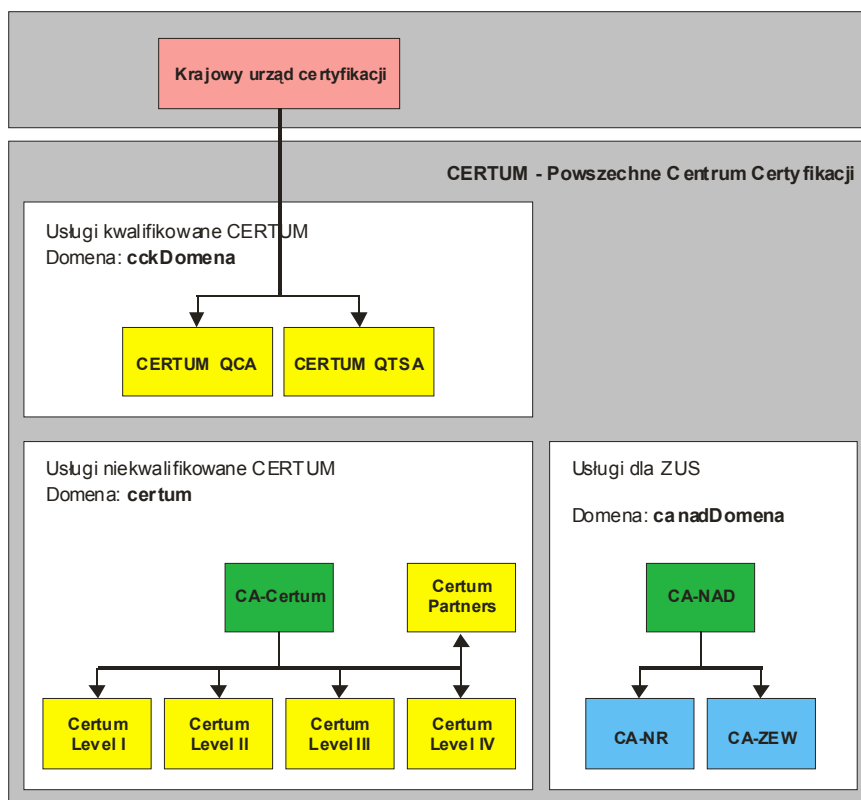 Krajowy urząd certyfikacji
CERTUM - Powszechne Centrum Certyfikacji
Usługi kwalifikowane CERTUM
Domena: cckDomena
CERTUM QCA
CERTUM QTSA
Usługi niekwalifikowane CERTUM
Domena: certum
CA-Certum
Certum
Partners
Certum
Level I
Certum
Level II
Certum
Level III
Certum
Level IV
Usługi dla ZUS
Domena: canadDomena
CA-NAD
CA-NR
CA-ZEW